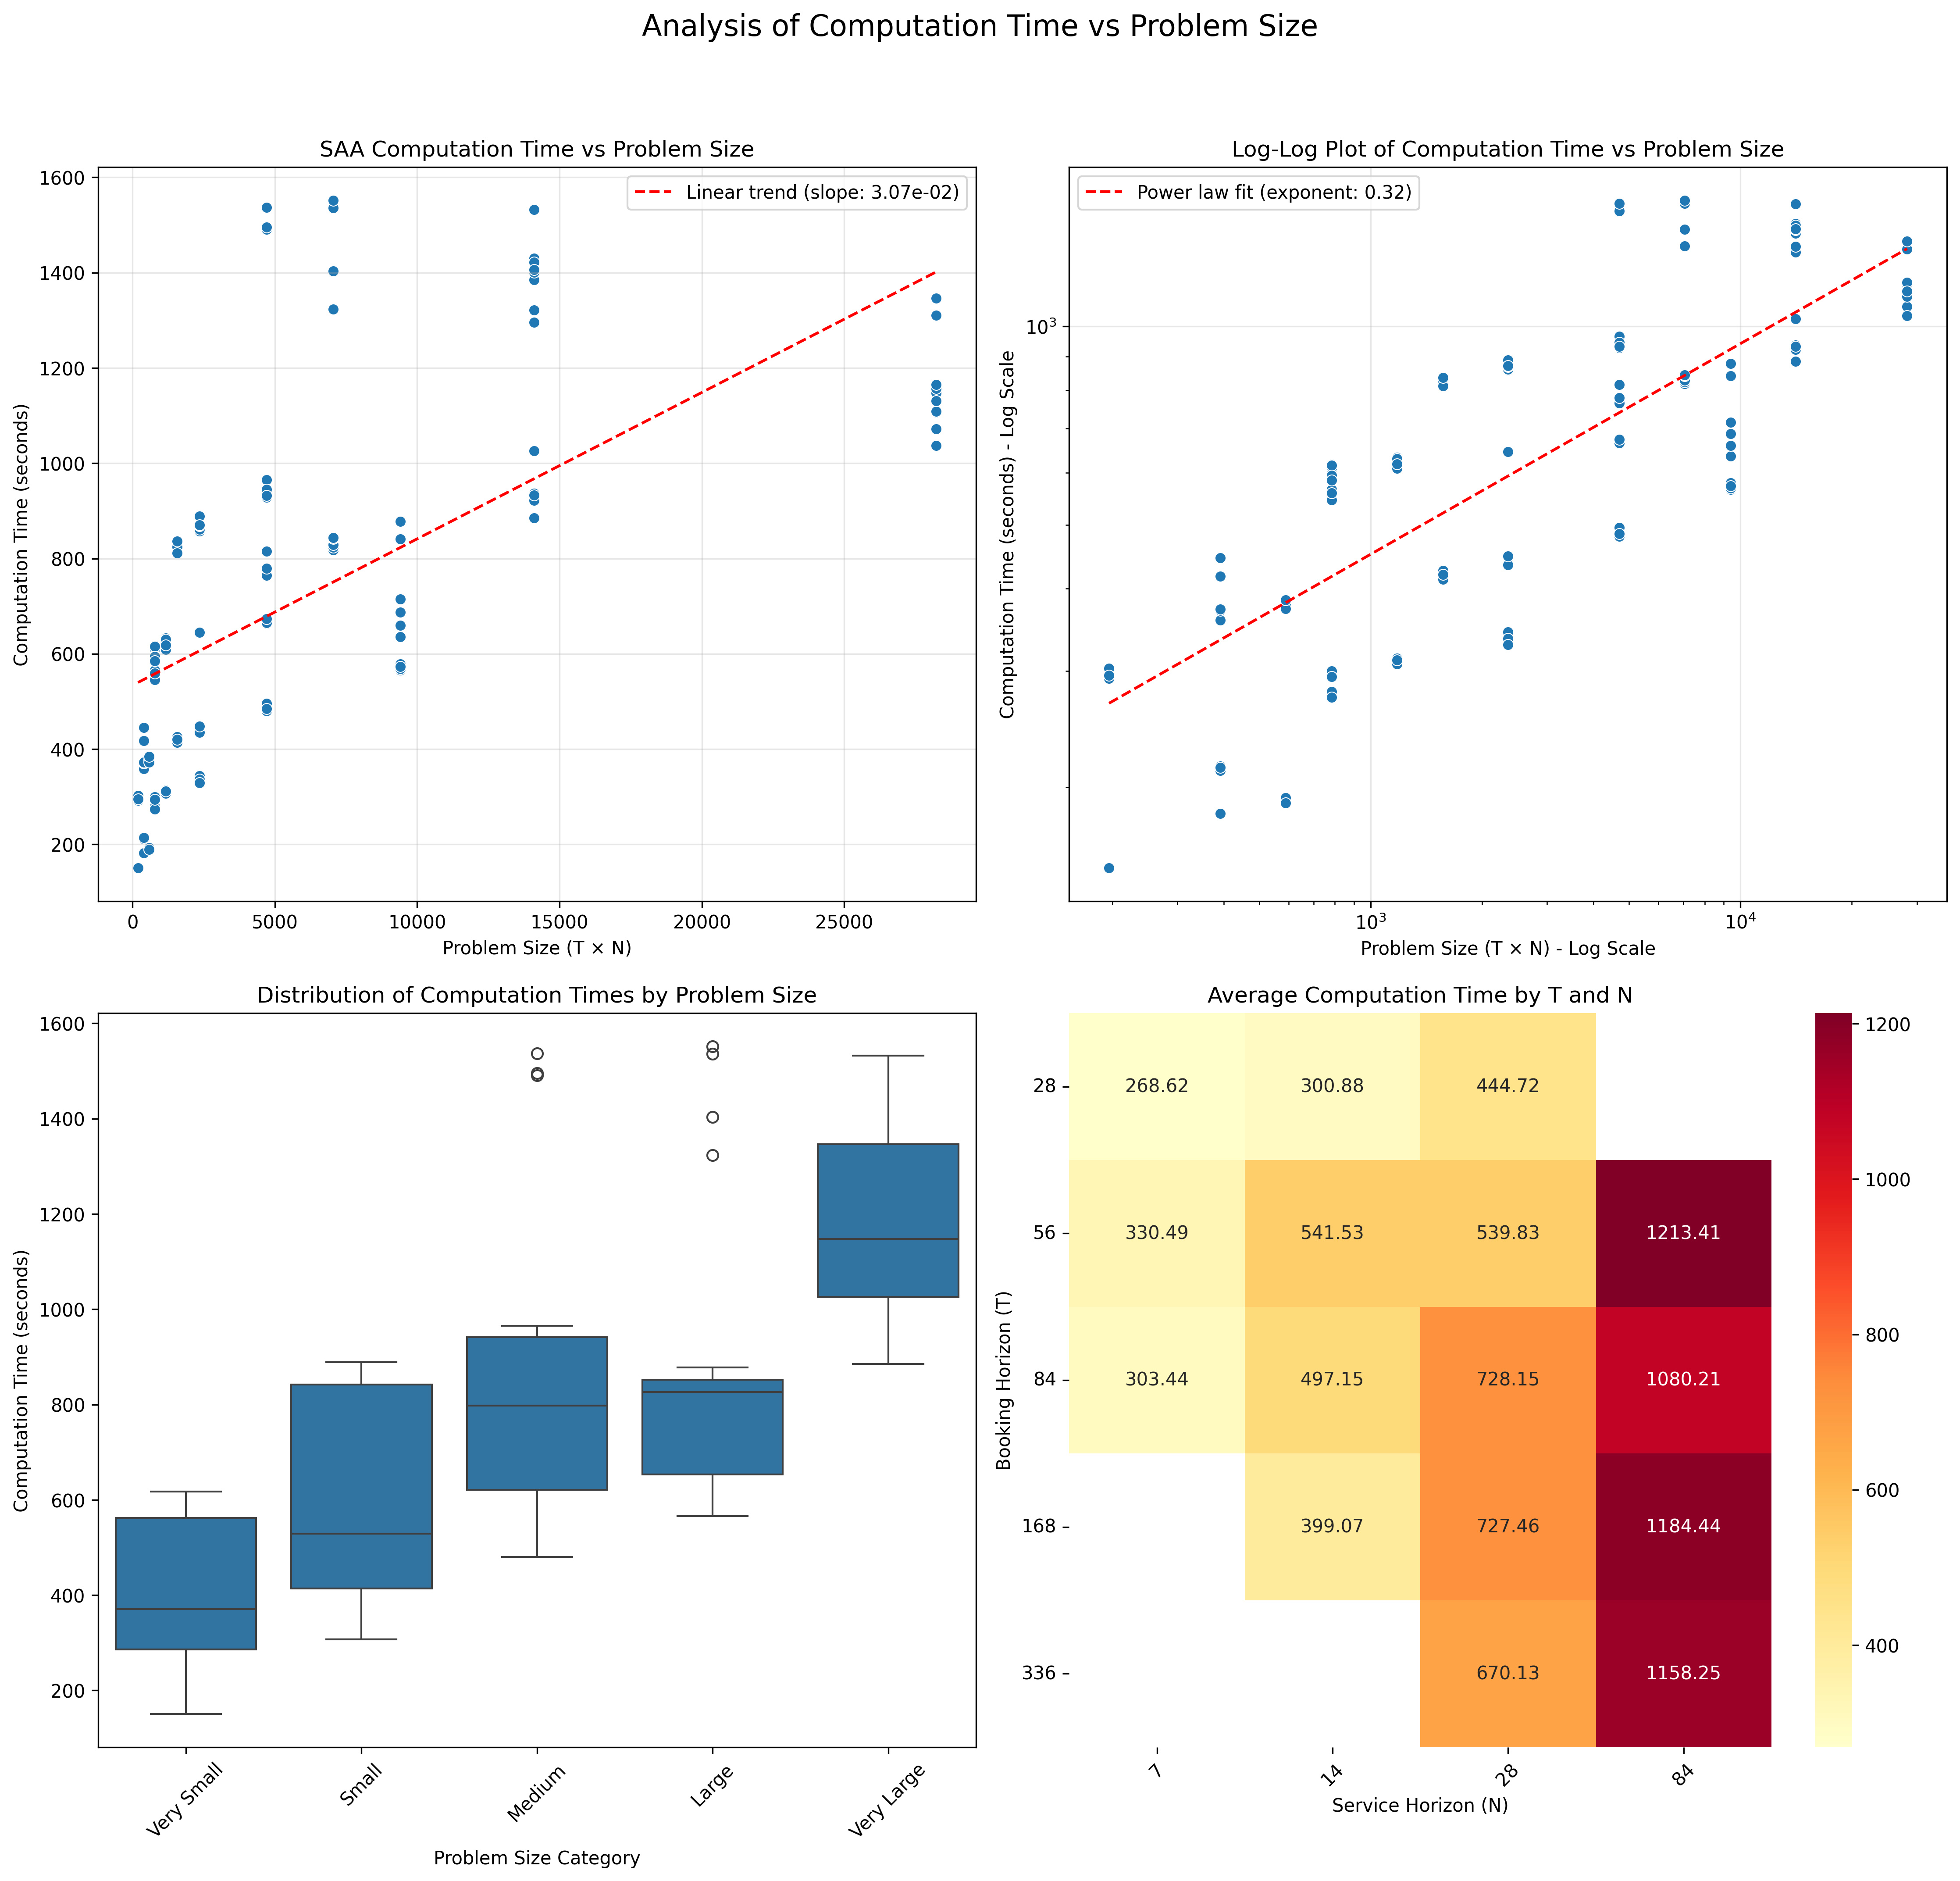 Analysis of Computation Time vs Problem Size
SAA Computation Time vs Problem Size
Linear trend (slope: 3.07e-02)
1600
1400
1200
1000
800
600
400
200
Computation Time (seconds)
0
5000
10000
15000
20000
25000
Problem Size (T × N)
Log-Log Plot of Computation Time vs Problem Size
Power law fit (exponent: 0.32)
10³
Computation Time (seconds) - Log Scale
10³
10⁴
Problem Size (T × N) - Log Scale
Distribution of Computation Times by Problem Size
1600
1400
1200
1000
800
600
400
200
Computation Time (seconds)
Very Small
Small
Medium
Large
Very Large
Problem Size Category
Average Computation Time by T and N
Booking Horizon (T)
28 268.62 300.88 444.72
56 330.49 541.53 539.83 1213.41
84 303.44 497.15 728.15 1080.21
168 399.07 727.46 1184.44
336 670.13 1158.25
7
14
28
84
Service Horizon (N)
1200
1000
800
600
400